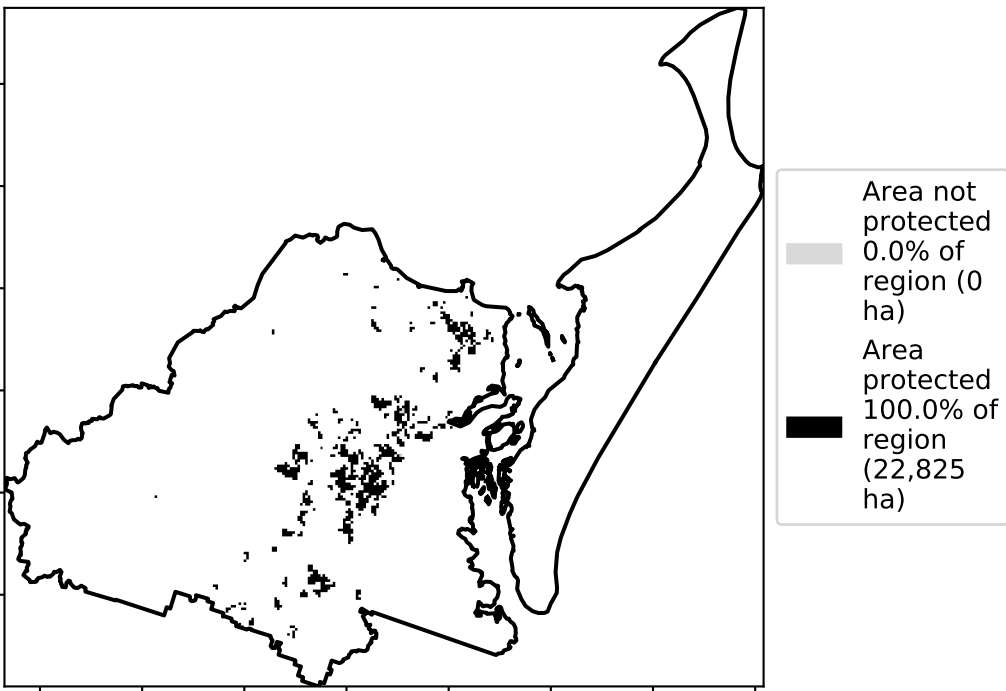 Area not
protected
0.0% of
region (0
ha)
Area
protected
100.0% of
region
(22,825
ha)